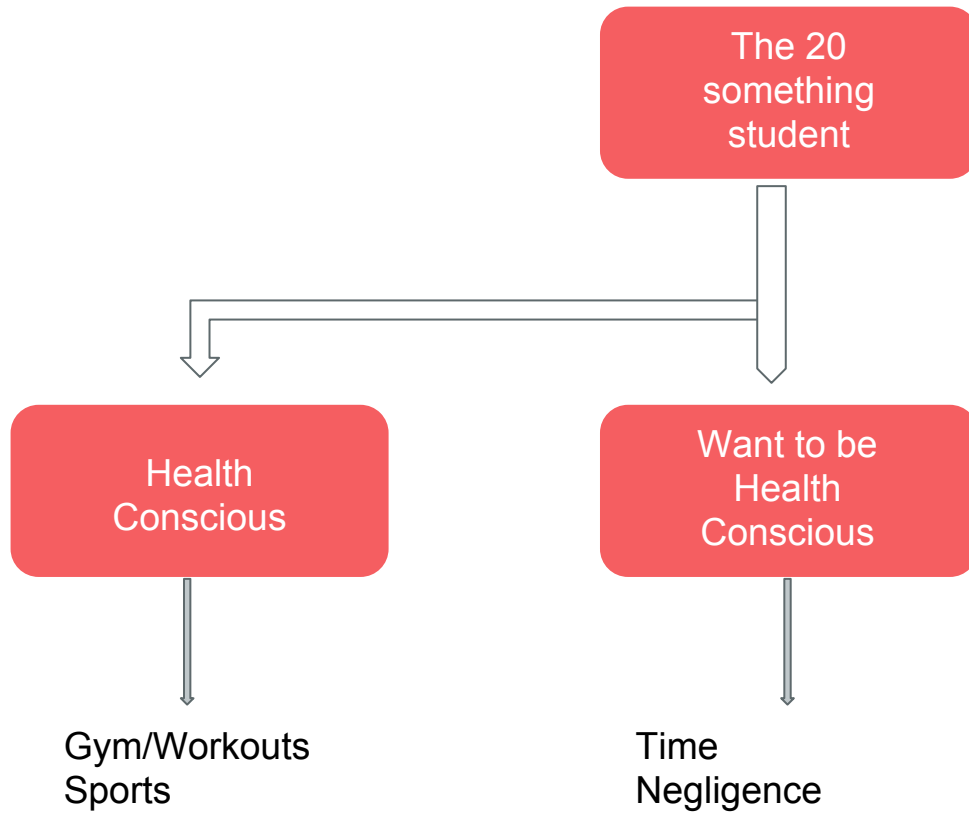 The 20
something
student
Health
Conscious
Want to be
Health
Conscious
Gym/Workouts
Sports
Time
Negligence